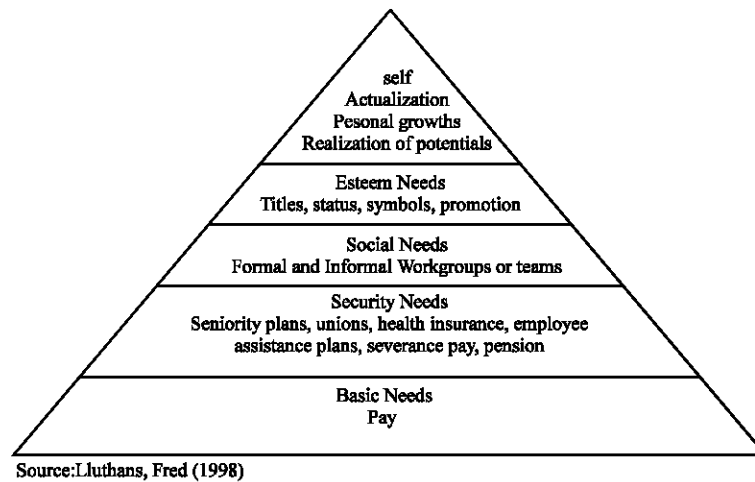 self
Actualization
Pesonal growths
Realization of potentials
Esteem Needs
Titles, status, symbols, promotion
Social Needs
Formal and Informal Workgroups or teams
Security Needs
Seniority plans, unions, health insurance, employee
assistance plans, severance pay, pension
Basic Needs
Pay
Source:Lluthans, Fred (1998)